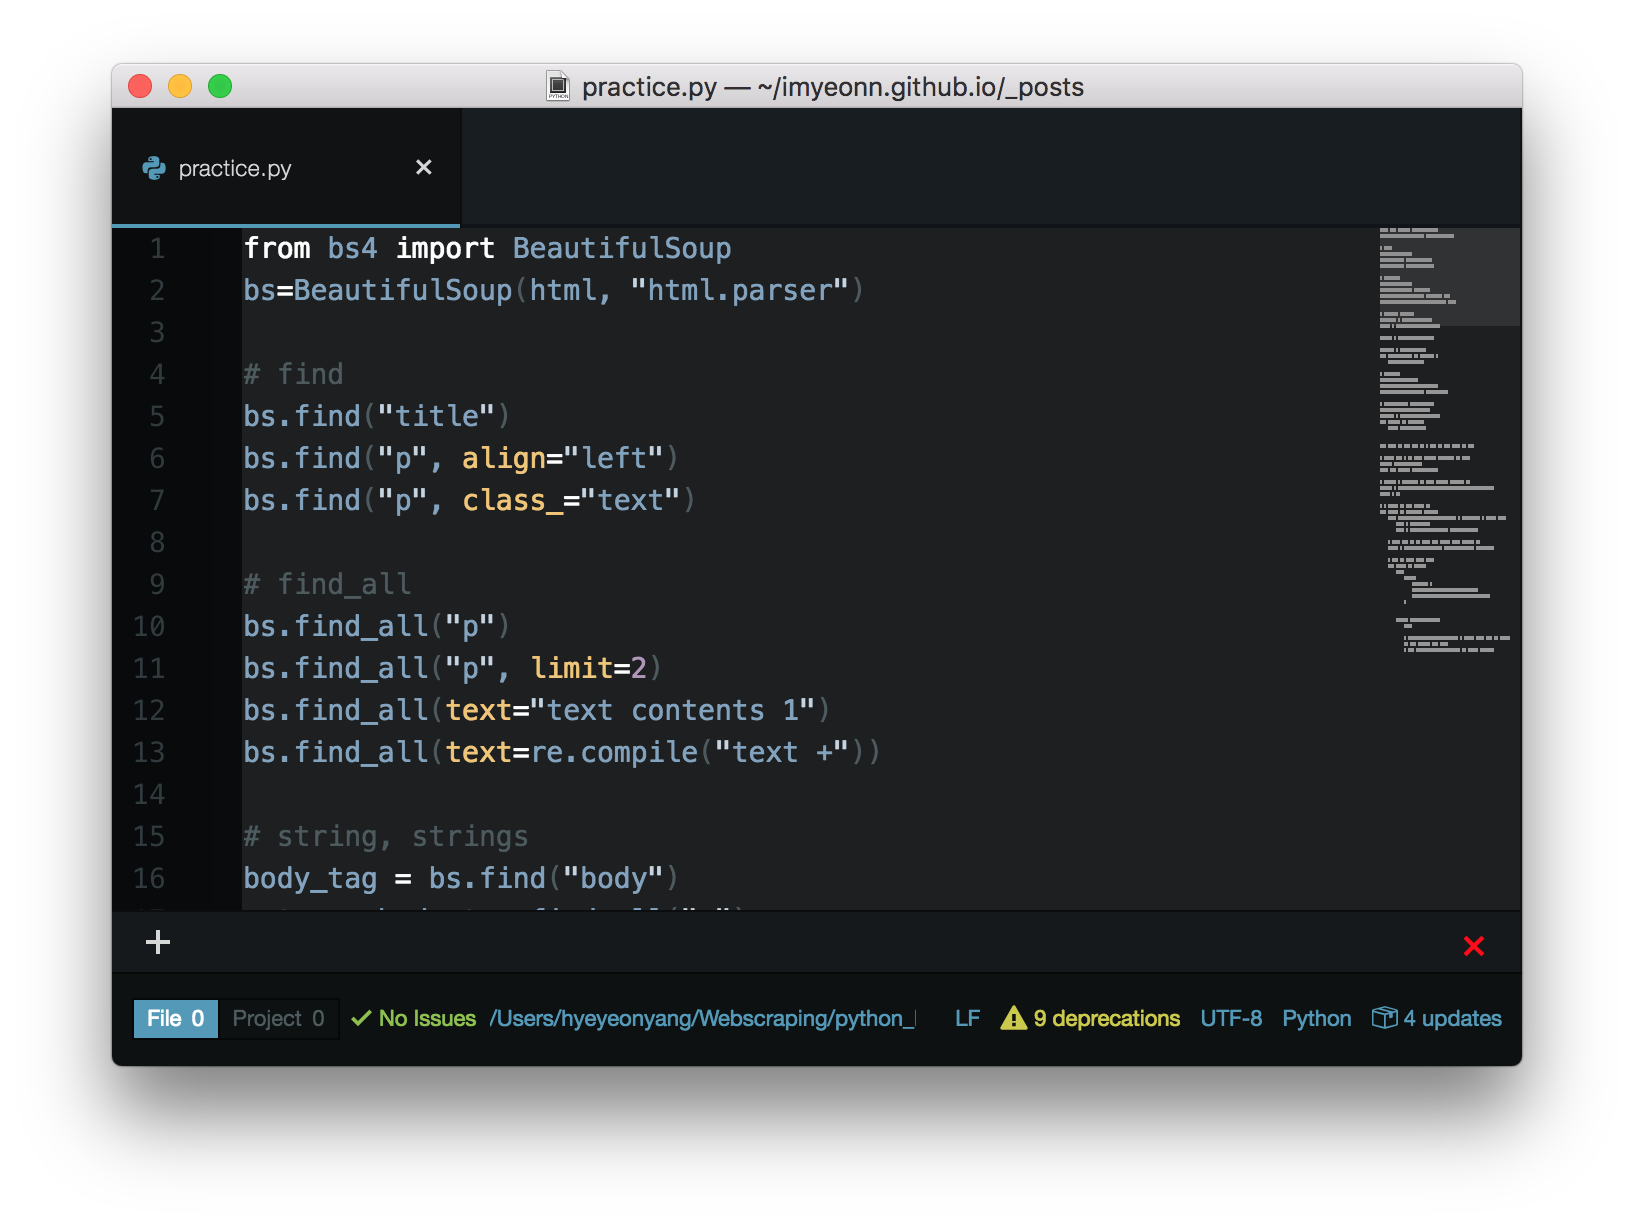 practice.py — ~/imyeonn.github.io/_posts
practice.py
1 from bs4 import BeautifulSoup
2 bs=BeautifulSoup(html, "html.parser")
3
4 # find
5 bs.find("title")
6 bs.find("p", align="left")
7 bs.find("p", class_="text")
8
9 # find_all
10 bs.find_all("p")
11 bs.find_all("p", limit=2)
12 bs.find_all(text="text contents 1")
13 bs.find_all(text=re.compile("text +"))
14
15 # string, strings
16 body_tag = bs.find("body")
File 0 Project 0 No Issues /Users/hyeyeonyang/Webscraping/python_ LF 9 deprecations UTF-8 Python 4 updates